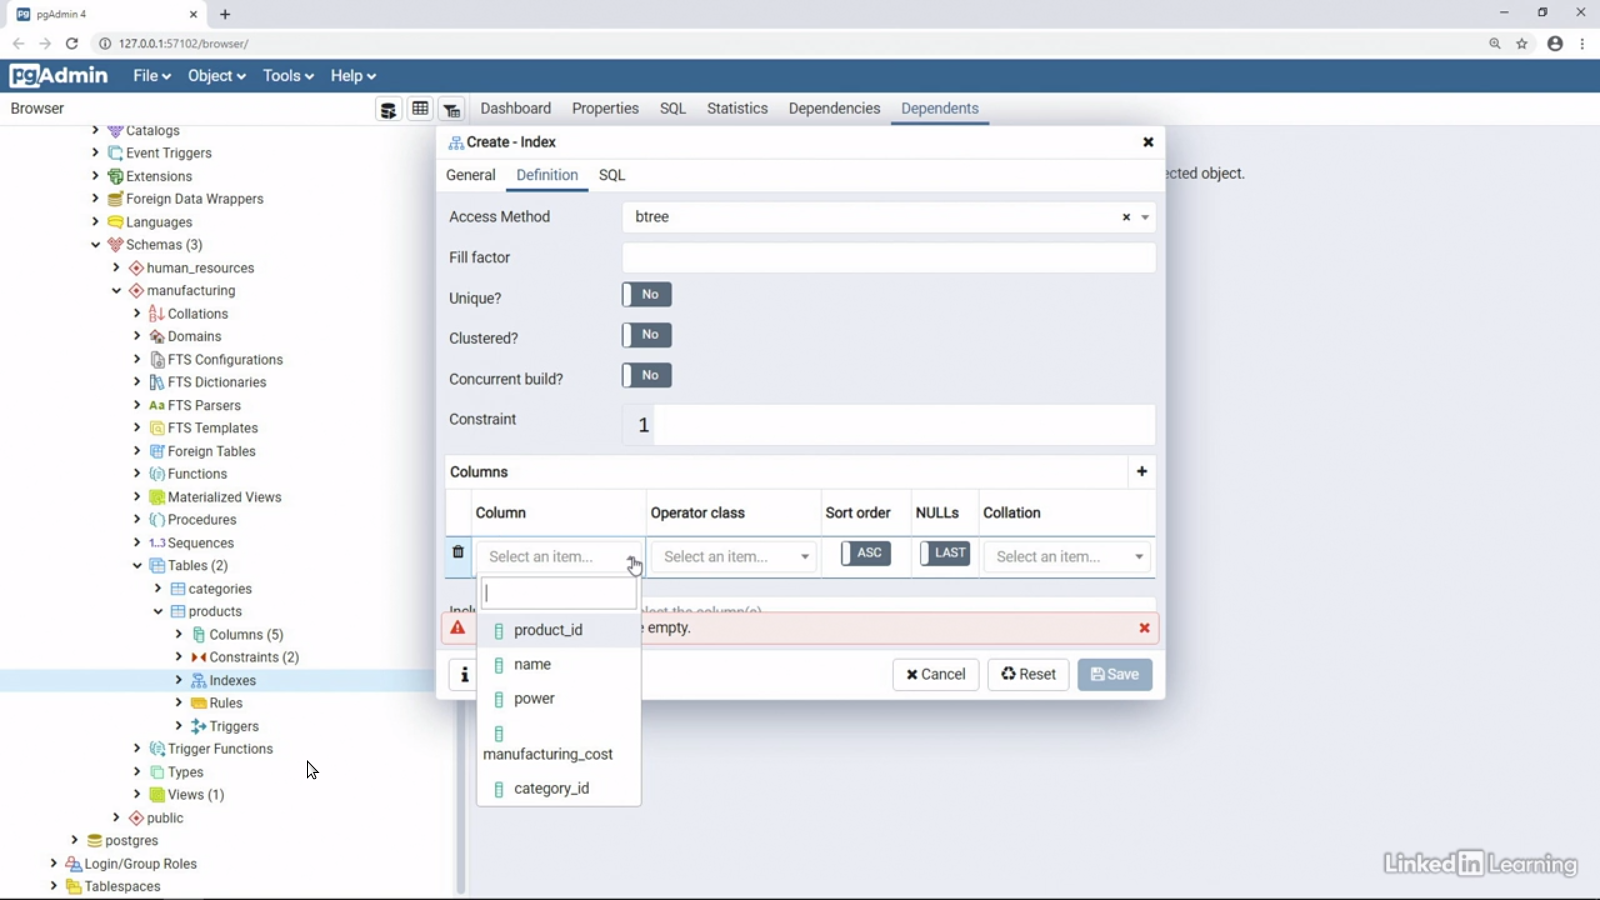 pgAdmin 4
127.0.0.1:57102/browser/
pgAdmin File Object Tools Help
Browser Dashboard Properties SQL Statistics Dependencies Dependents
Catalogs
Event Triggers
Extensions
Foreign Data Wrappers
Languages
Schemas (3)
human_resources
manufacturing
Collations
Domains
FTS Configurations
FTS Dictionaries
Aa FTS Parsers
FTS Templates
Foreign Tables
Functions
Materialized Views
Procedures
1..3 Sequences
Tables (2)
categories
products
Columns (5)
Constraints (2)
Indexes
Rules
Triggers
Trigger Functions
Types
Views (1)
public
postgres
Login/Group Roles
Tablespaces
Create - Index
General Definition SQL
ected object.
Access Method btree
Fill factor
Unique? No
Clustered? No
Concurrent build? No
Constraint 1
Columns
Column Operator class Sort order NULLs Collation
Select an item... Select an item... ASC LAST Select an item...
empty.
product_id
name
power
manufacturing_cost
category_id
Cancel Reset Save
LinkedIn Learning